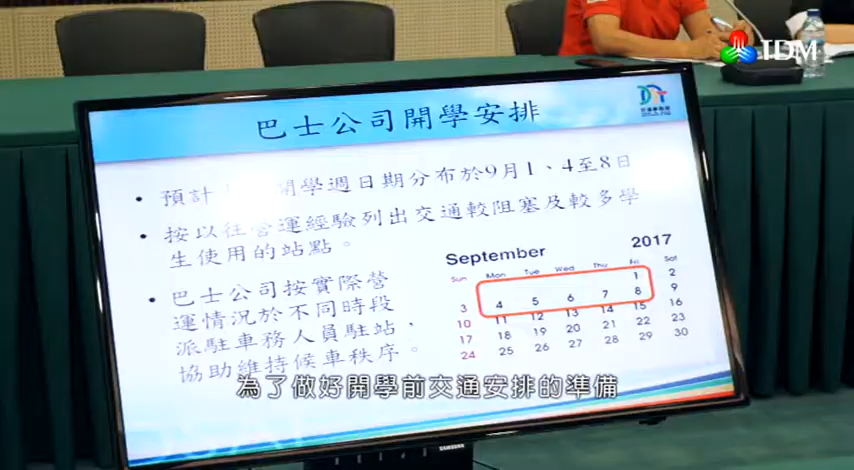 TDM
巴士公司開學安排
• 預計 開學週日期分布於9月1、4至8日
• 按以往營運經驗列出交通較阻塞及較多學
生使用的站點。
• 巴士公司按實際營
運情況於不同時段
派駐車務人員駐站，
協助維持候車秩序。
September 2017
Sun Mon Tue Wed Thu Fri Sat
1 2
3 4 5 6 7 8 9
10 11 12 13 14 15 16
17 18 19 20 21 22 23
24 25 26 27 28 29 30
為了做好開學前交通安排的準備
SAMSUNG